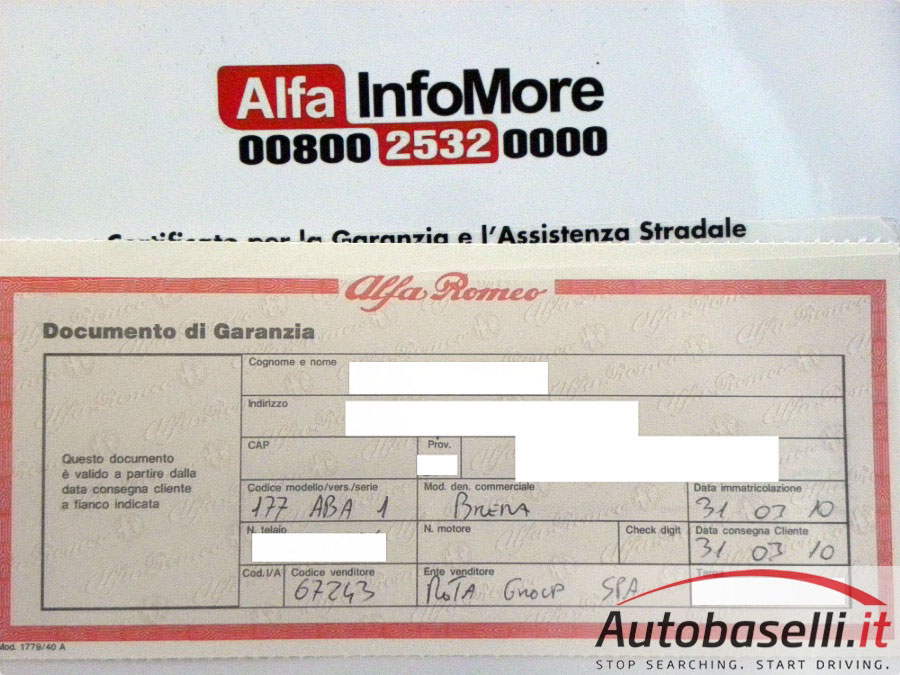 Alfa InfoMore
00800 2532 0000
Certificato per la Garanzia e l'Assistenza Stradale
Alfa Romeo
Documento di Garanzia
Cognome e nome
Indirizzo
CAP Prov.
Questo documento
è valido a partire dalla
data consegna cliente
a fianco indicata
Codice modello/vers./serie Mod. den. commerciale Data immatricolazione
177 ABA 1 BRERA 31 03 10
N. telaio N. motore Check digit Data consegna Cliente
31 03 10
Cod.I/A Codice venditore Ente venditore
67243 ROTA GROUP SPA
Mod. 1779/40 A
Autobaselli.it
STOP SEARCHING. START DRIVING.